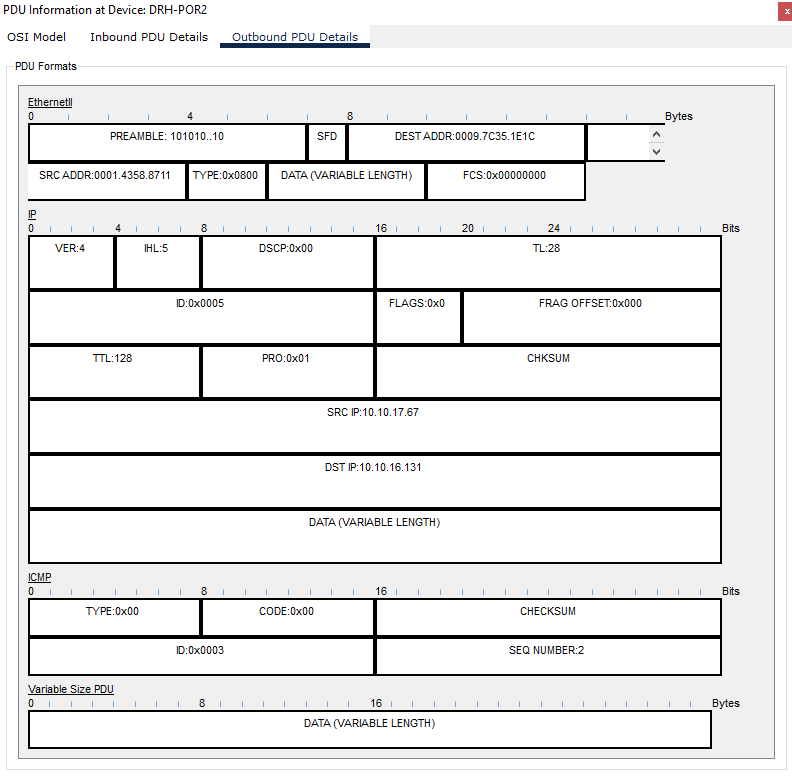 PDU Information at Device: DRH-POR2
x
OSI Model Inbound PDU Details Outbound PDU Details
PDU Formats
EthernetII
0 4 8 Bytes
PREAMBLE: 101010..10 SFD DEST ADDR:0009.7C35.1E1C
SRC ADDR:0001.4358.8711 TYPE:0x0800 DATA (VARIABLE LENGTH) FCS:0x00000000
IP
0 4 8 16 20 24 Bits
VER:4 IHL:5 DSCP:0x00 TL:28
ID:0x0005 FLAGS:0x0 FRAG OFFSET:0x000
TTL:128 PRO:0x01 CHKSUM
SRC IP:10.10.17.67
DST IP:10.10.16.131
DATA (VARIABLE LENGTH)
ICMP
0 8 16 Bits
TYPE:0x00 CODE:0x00 CHECKSUM
ID:0x0003 SEQ NUMBER:2
Variable Size PDU
0 8 16 Bytes
DATA (VARIABLE LENGTH)